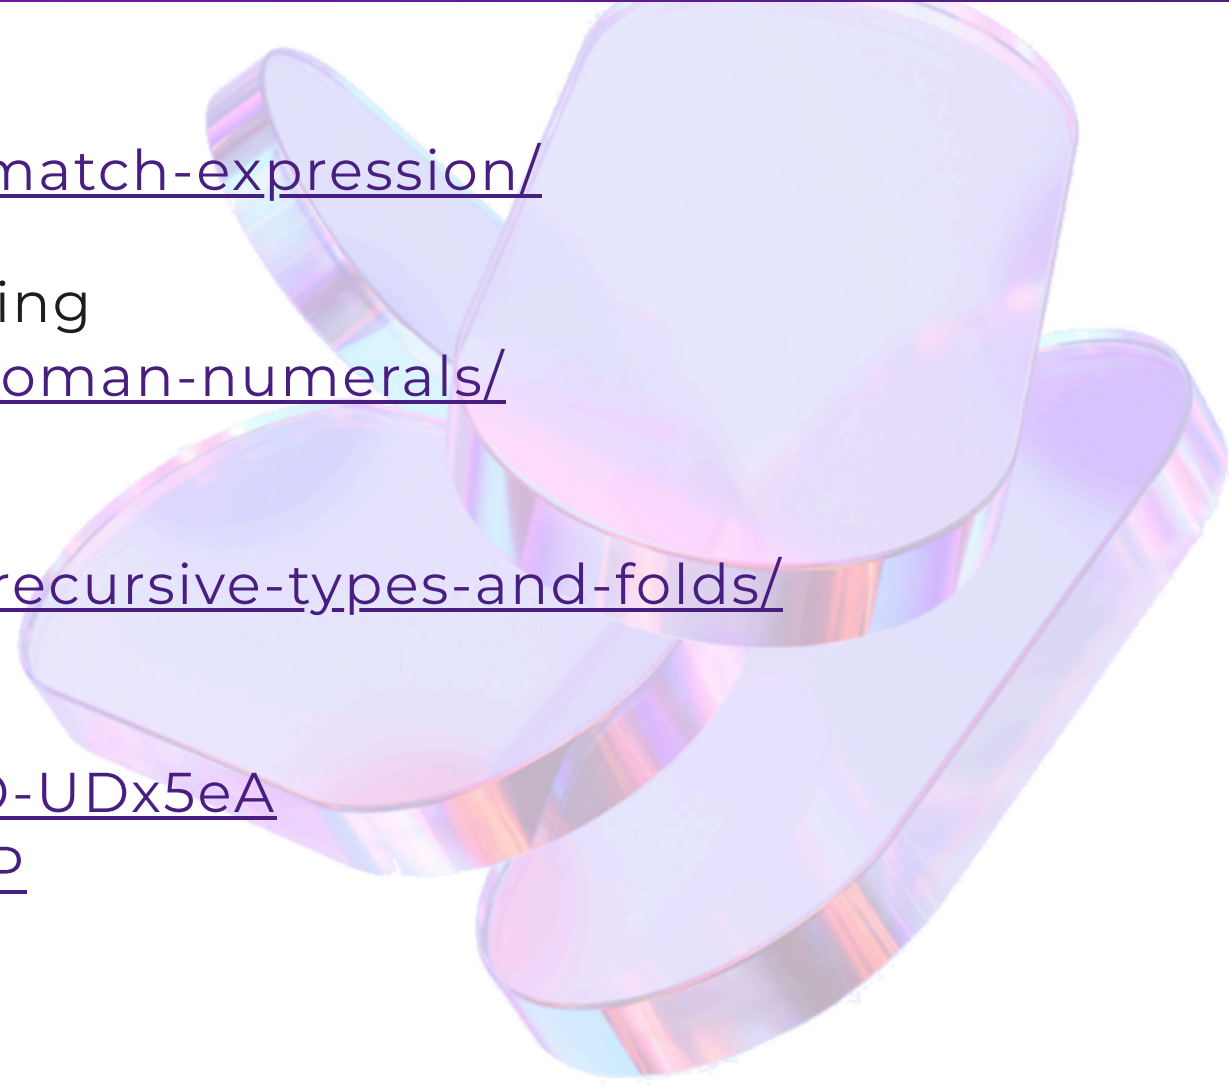 match-expression/
ing
oman-numerals/
recursive-types-and-folds/
-UDx5eA
P